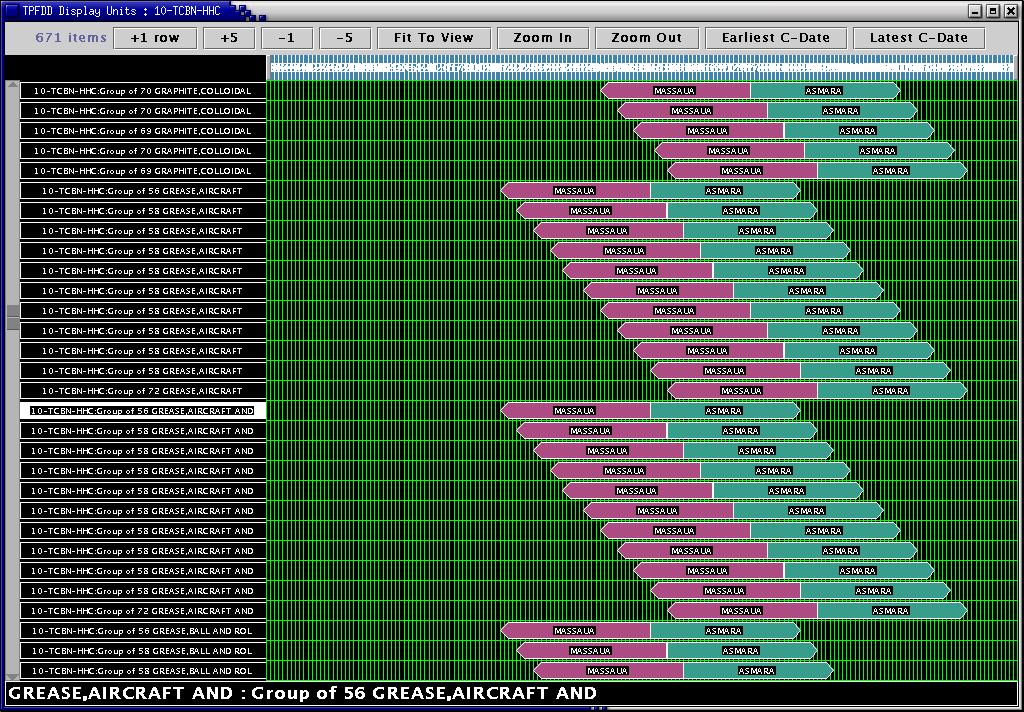 TPFDD Display Units : 10-TCBN-HHC
671 items +1 row +5 -1 -5 Fit To View Zoom In Zoom Out Earliest C-Date Latest C-Date
10-TCBN-HHC:Group of 70 GRAPHITE,COLLOIDAL MASSAUA ASMARA
10-TCBN-HHC:Group of 70 GRAPHITE,COLLOIDAL MASSAUA ASMARA
10-TCBN-HHC:Group of 69 GRAPHITE,COLLOIDAL MASSAUA ASMARA
10-TCBN-HHC:Group of 70 GRAPHITE,COLLOIDAL MASSAUA ASMARA
10-TCBN-HHC:Group of 69 GRAPHITE,COLLOIDAL MASSAUA ASMARA
10-TCBN-HHC:Group of 56 GREASE,AIRCRAFT MASSAUA ASMARA
10-TCBN-HHC:Group of 58 GREASE,AIRCRAFT MASSAUA ASMARA
10-TCBN-HHC:Group of 58 GREASE,AIRCRAFT MASSAUA ASMARA
10-TCBN-HHC:Group of 58 GREASE,AIRCRAFT MASSAUA ASMARA
10-TCBN-HHC:Group of 58 GREASE,AIRCRAFT MASSAUA ASMARA
10-TCBN-HHC:Group of 58 GREASE,AIRCRAFT MASSAUA ASMARA
10-TCBN-HHC:Group of 58 GREASE,AIRCRAFT MASSAUA ASMARA
10-TCBN-HHC:Group of 58 GREASE,AIRCRAFT MASSAUA ASMARA
10-TCBN-HHC:Group of 58 GREASE,AIRCRAFT MASSAUA ASMARA
10-TCBN-HHC:Group of 58 GREASE,AIRCRAFT MASSAUA ASMARA
10-TCBN-HHC:Group of 72 GREASE,AIRCRAFT MASSAUA ASMARA
10-TCBN-HHC:Group of 56 GREASE,AIRCRAFT AND MASSAUA ASMARA
10-TCBN-HHC:Group of 58 GREASE,AIRCRAFT AND MASSAUA ASMARA
10-TCBN-HHC:Group of 58 GREASE,AIRCRAFT AND MASSAUA ASMARA
10-TCBN-HHC:Group of 58 GREASE,AIRCRAFT AND MASSAUA ASMARA
10-TCBN-HHC:Group of 58 GREASE,AIRCRAFT AND MASSAUA ASMARA
10-TCBN-HHC:Group of 58 GREASE,AIRCRAFT AND MASSAUA ASMARA
10-TCBN-HHC:Group of 58 GREASE,AIRCRAFT AND MASSAUA ASMARA
10-TCBN-HHC:Group of 58 GREASE,AIRCRAFT AND MASSAUA ASMARA
10-TCBN-HHC:Group of 58 GREASE,AIRCRAFT AND MASSAUA ASMARA
10-TCBN-HHC:Group of 58 GREASE,AIRCRAFT AND MASSAUA ASMARA
10-TCBN-HHC:Group of 72 GREASE,AIRCRAFT AND MASSAUA ASMARA
10-TCBN-HHC:Group of 56 GREASE,BALL AND ROL MASSAUA ASMARA
10-TCBN-HHC:Group of 58 GREASE,BALL AND ROL MASSAUA ASMARA
10-TCBN-HHC:Group of 58 GREASE,BALL AND ROL MASSAUA ASMARA
GREASE,AIRCRAFT AND : Group of 56 GREASE,AIRCRAFT AND